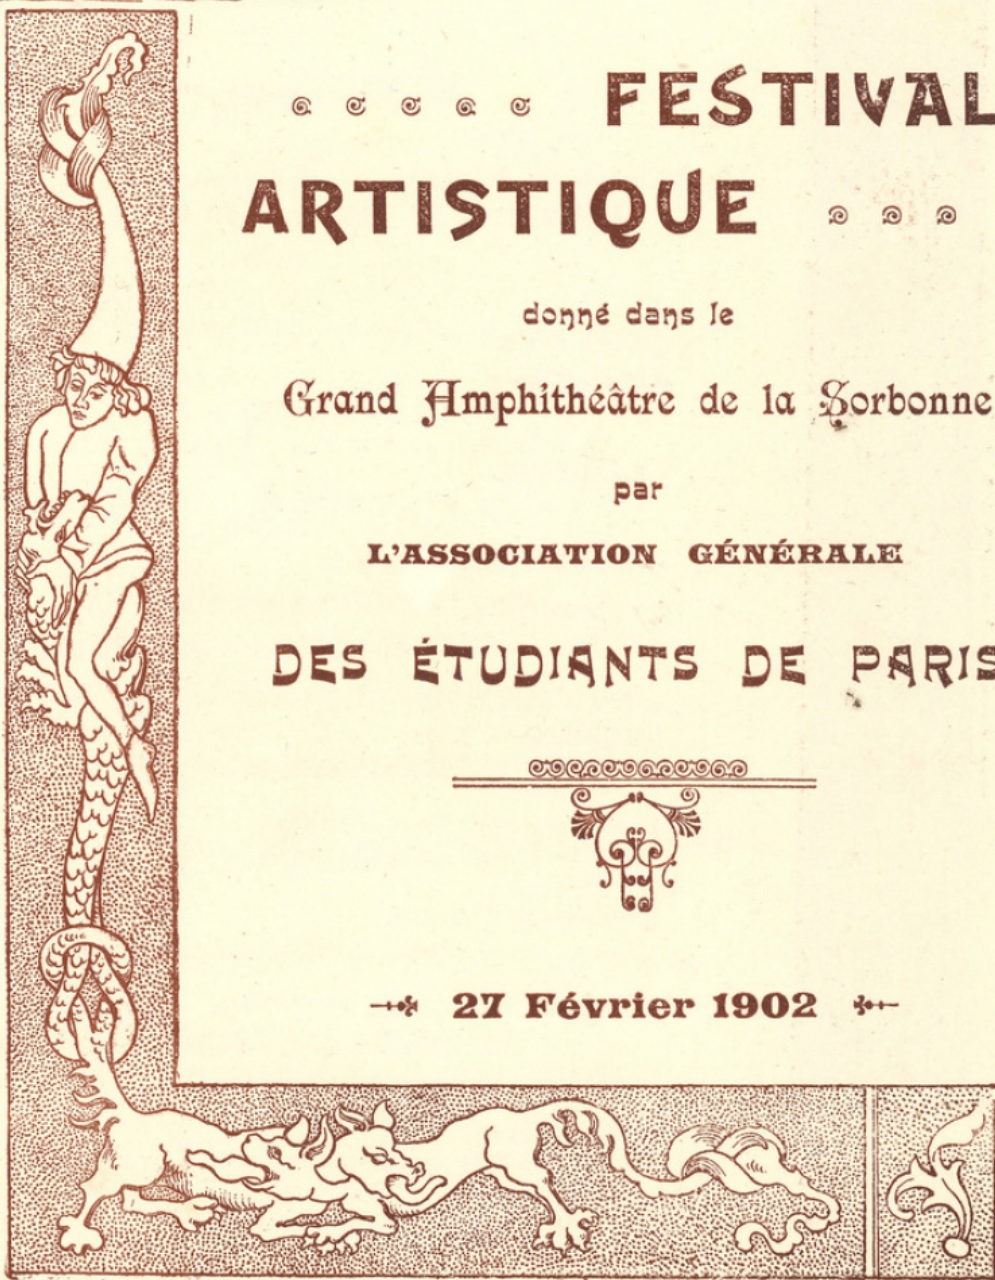 FESTIVAL
ARTISTIQUE
donné dans le
Grand Amphithéâtre de la Sorbonne
par
L'ASSOCIATION GÉNÉRALE
DES ÉTUDIANTS DE PARIS
27 Février 1902